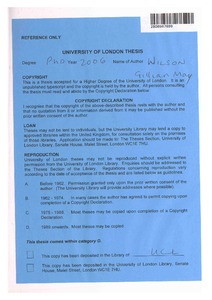 REFERENCE ONLY
UNIVERSITY OF LONDON THESIS
Degree PhD Year 2006 Name of Author WILSON
Gillian May
COPYRIGHT
This is a thesis accepted for a Higher Degree of the University of London. It is an
unpublished typescript and the copyright is held by the author. All persons consulting
the thesis must read and abide by the Copyright Declaration below.
COPYRIGHT DECLARATION
I recognise that the copyright of the above-described thesis rests with the author and
that no quotation from it or information derived from it may be published without the
prior written consent of the author.
LOAN
Theses may not be lent to individuals, but the University Library may lend a copy to
approved libraries within the United Kingdom, for consultation solely on the premises
of those libraries. Application should be made to: The Theses Section, University of
London Library, Senate House, Malet Street, London WC1E 7HU.
REPRODUCTION
University of London theses may not be reproduced without explicit written
permission from the University of London Library. Enquiries should be addressed to
the Theses Section of the Library. Regulations concerning reproduction vary
according to the date of acceptance of the thesis and are listed below as guidelines.
A. Before 1962. Permission granted only upon the prior written consent of the
author. (The University Library will provide addresses where possible).
B. 1962 - 1974. In many cases the author has agreed to permit copying upon
completion of a Copyright Declaration.
C. 1975 - 1988. Most theses may be copied upon completion of a Copyright
Declaration.
D. 1989 onwards. Most theses may be copied.
This thesis comes within category D.
This copy has been deposited in the Library of UCL
This copy has been deposited in the University of London Library, Senate
House, Malet Street, London WC1E 7HU.